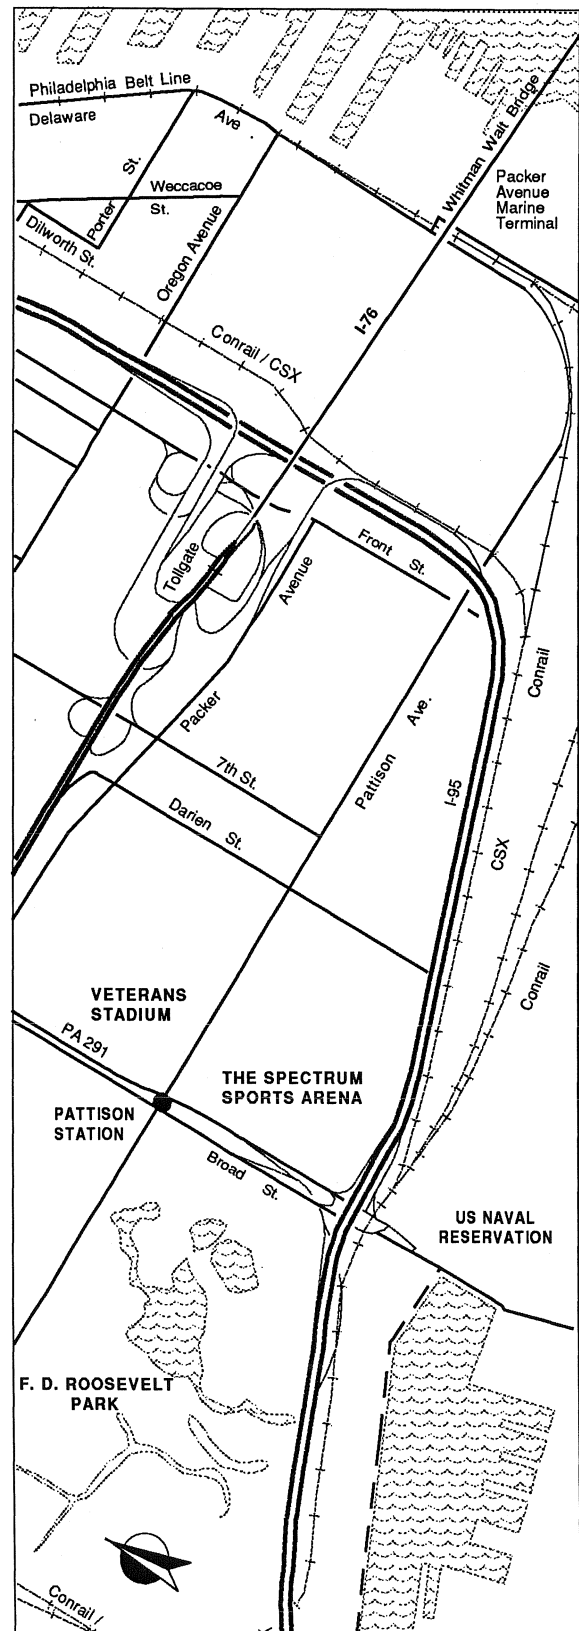 Philadelphia Belt Line
Delaware
Ave.
Whitman Walt Bridge
Packer
Avenue
Marine
Terminal
Porter St.
Weccacoe
St.
Dilworth St.
Oregon Avenue
I-76
Conrail / CSX
Tollgate
Front St.
Avenue
Packer
Conrail
Ave.
Pattison
7th St.
I-95
Darien St.
CSX
Conrail
VETERANS
STADIUM
PA 291
THE SPECTRUM
SPORTS ARENA
PATTISON
STATION
Broad St.
US NAVAL
RESERVATION
F. D. ROOSEVELT
PARK
Conrail /